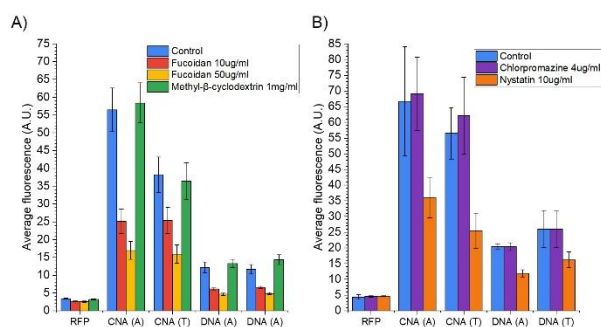 A)
Average fluorescence (A.U.)
75
70
65
60
55
50
45
40
35
30
25
20
15
10
5
0
Control
Fucoidan 10ug/ml
Fucoidan 50ug/ml
Methyl-β-cyclodextrin 1mg/ml
RFP CNA (A) CNA (T) DNA (A) DNA (A)
B)
Average fluorescence (A.U.)
85
80
75
70
65
60
55
50
45
40
35
30
25
20
15
10
5
0
Control
Chlorpromazine 4ug/ml
Nystatin 10ug/ml
RFP CNA (A) CNA (T) DNA (A) DNA (T)